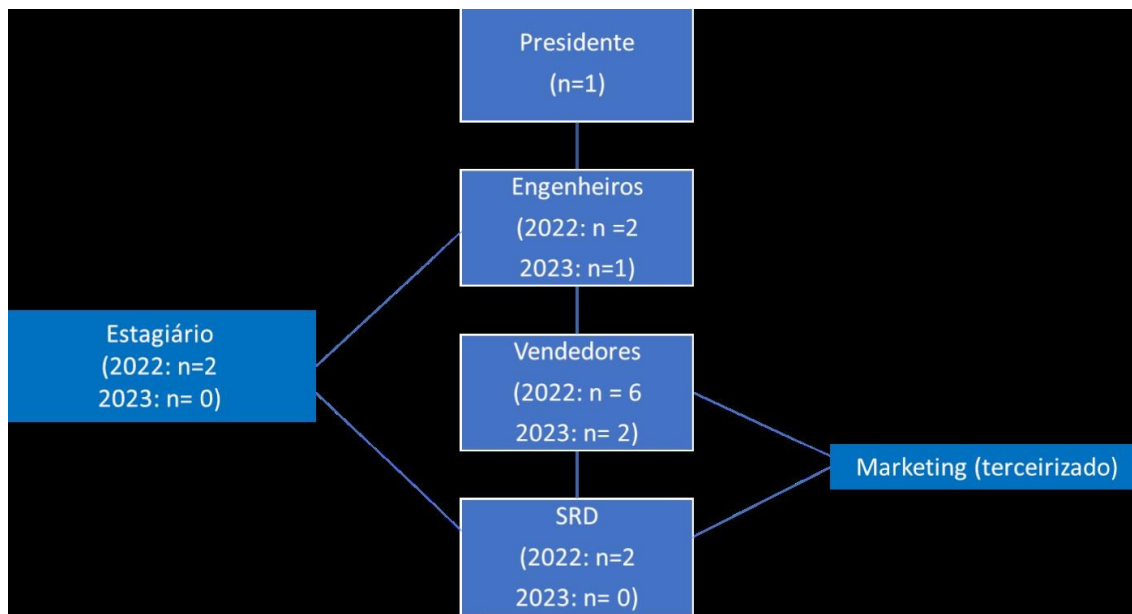 Presidente
(n=1)
Engenheiros
(2022: n =2
2023: n=1)
Estagiário
(2022: n=2
2023: n= 0)
Vendedores
(2022: n = 6
2023: n= 2)
Marketing (terceirizado)
SRD
(2022: n=2
2023: n= 0)